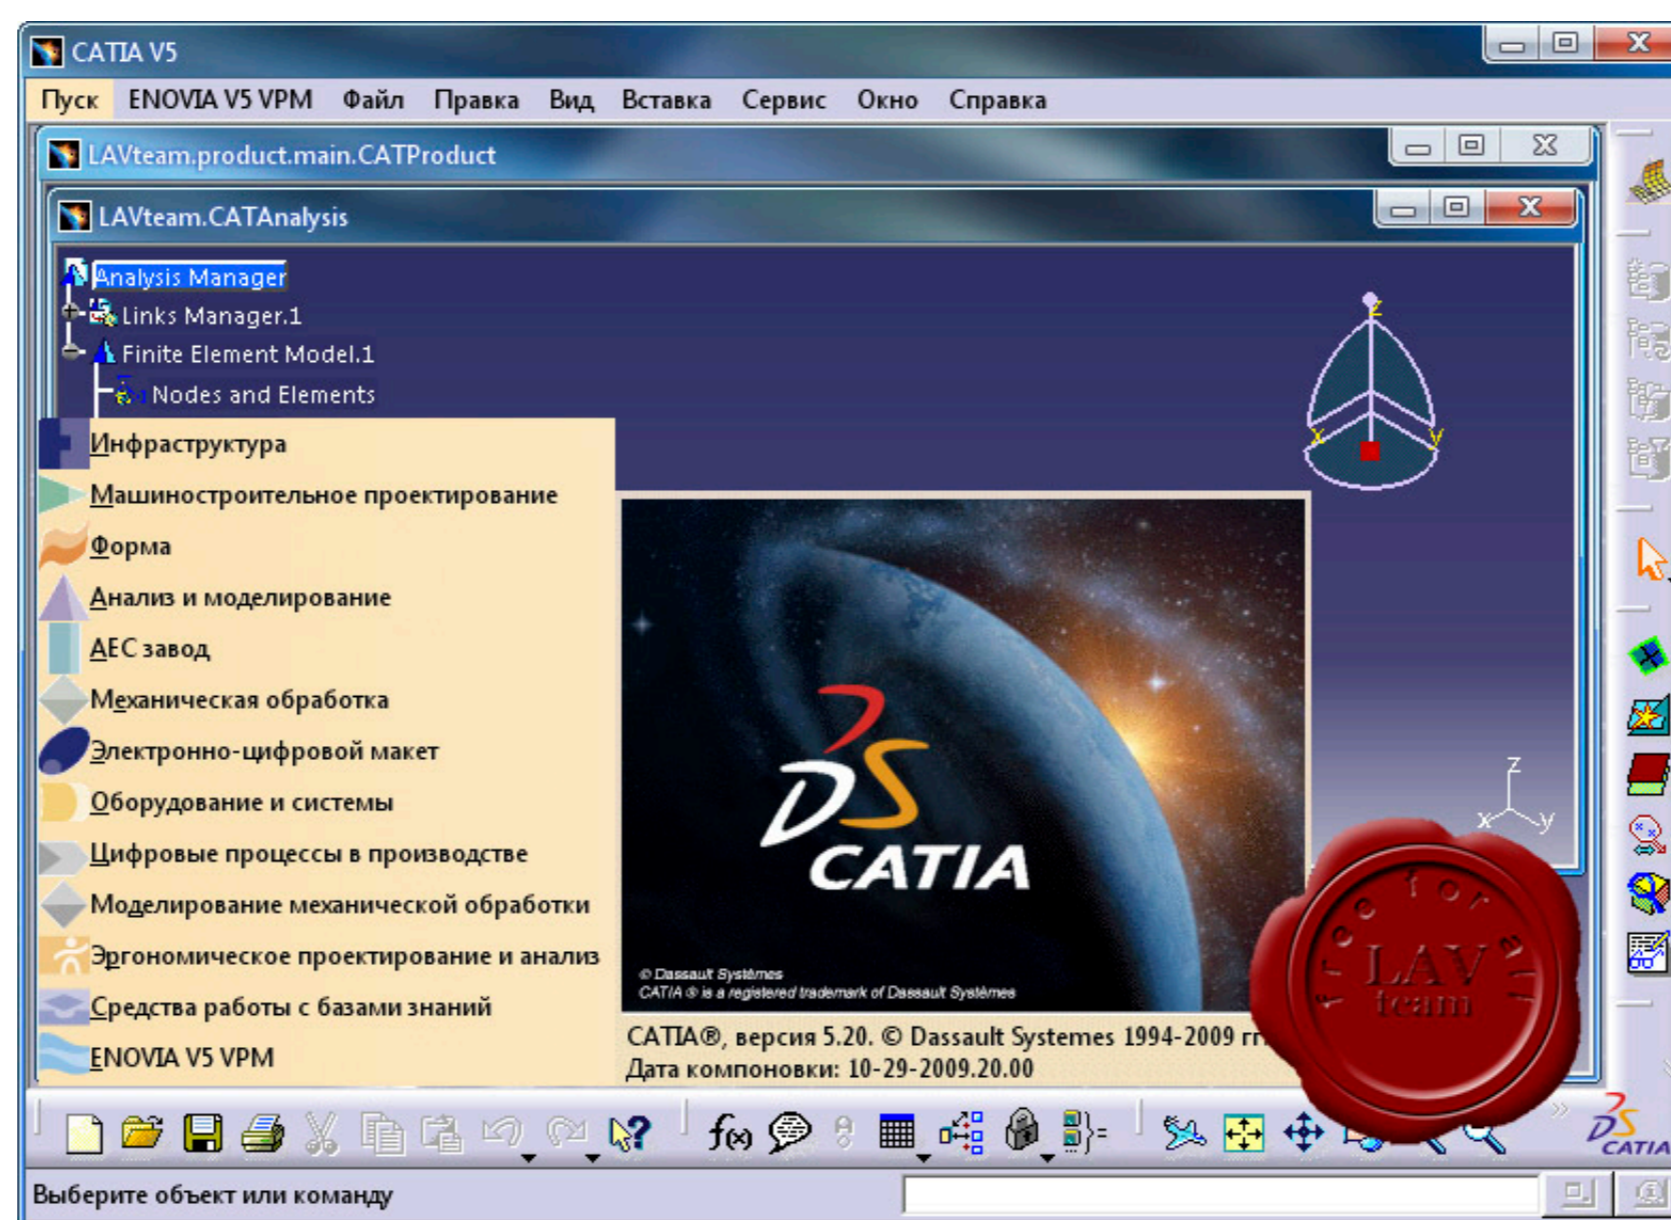 CATIA V5
Пуск ENOVIA V5 VPM Файл Правка Вид Вставка Сервис Окно Справка
LAVteam.product.main.CATProduct
LAVteam.CATAnalysis
Analysis Manager
Links Manager.1
Finite Element Model.1
Nodes and Elements
z
x y
Инфраструктура
Машиностроительное проектирование
Форма
Анализ и моделирование
АЕС завод
Механическая обработка
Электронно-цифровой макет
Оборудование и системы
Цифровые процессы в производстве
Моделирование механической обработки
Эргономическое проектирование и анализ
Средства работы с базами знаний
ENOVIA V5 VPM
DS
CATIA
© Dassault Systèmes
CATIA ® is a registered trademark of Dassault Systèmes
CATIA®, версия 5.20. © Dassault Systemes 1994-2009
Дата компоновки: 10-29-2009.20.00
z
x y
free for all
LAV
team
f(x)
DS
CATIA
Выберите объект или команду